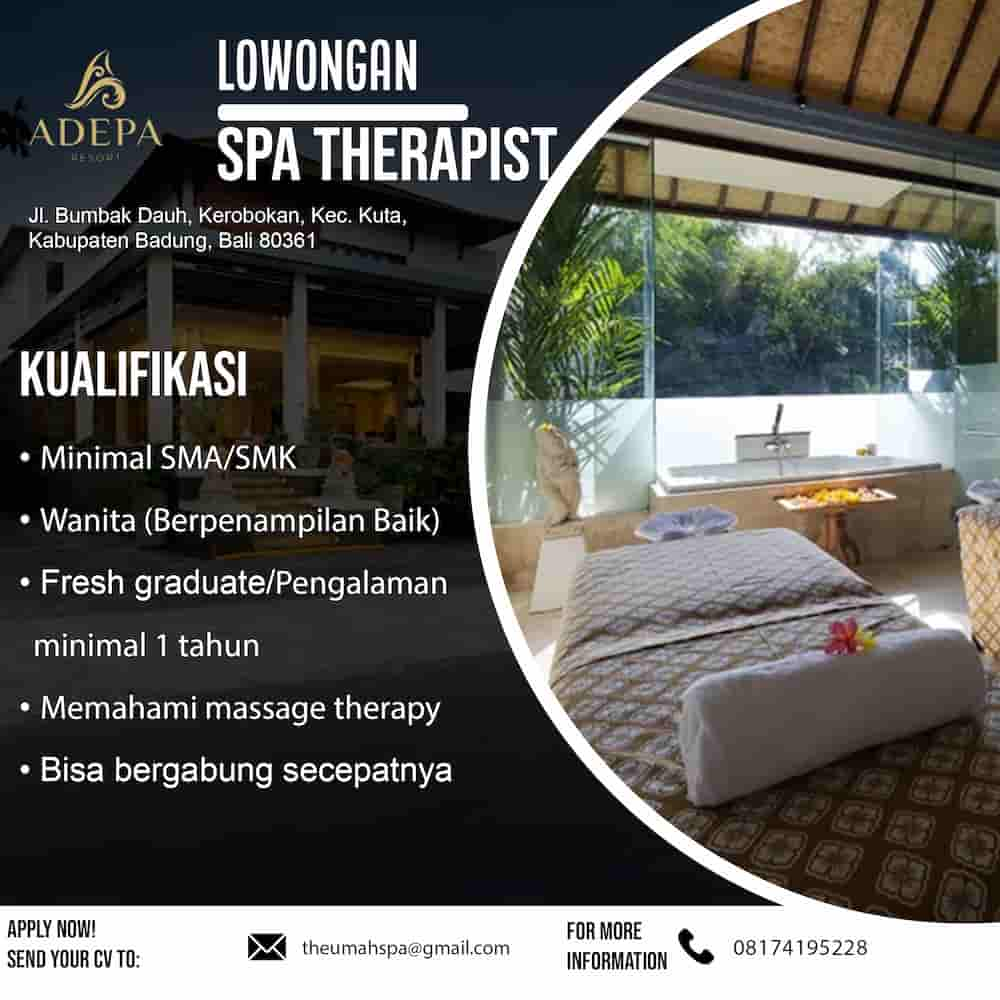 ADEPA
RESORT
LOWONGAN
SPA THERAPIST
Jl. Bumbak Dauh, Kerobokan, Kec. Kuta,
Kabupaten Badung, Bali 80361
KUALIFIKASI
• Minimal SMA/SMK
• Wanita (Berpenampilan Baik)
• Fresh graduate/Pengalaman
minimal 1 tahun
• Memahami massage therapy
• Bisa bergabung secepatnya
APPLY NOW!
SEND YOUR CV TO:
theumahspa@gmail.com
FOR MORE
INFORMATION
08174195228